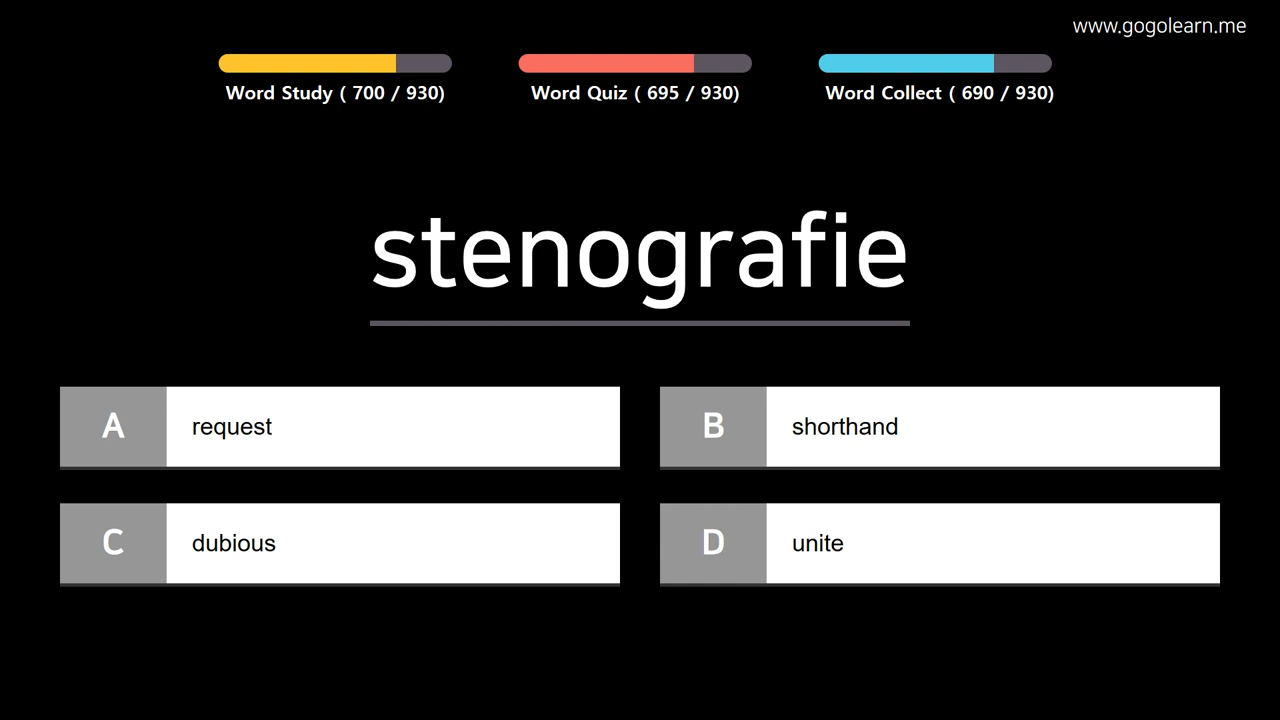 www.gogolearn.me
Word Study ( 700 / 930)
Word Quiz ( 695 / 930)
Word Collect ( 690 / 930)
stenografie
A request
B shorthand
C dubious
D unite